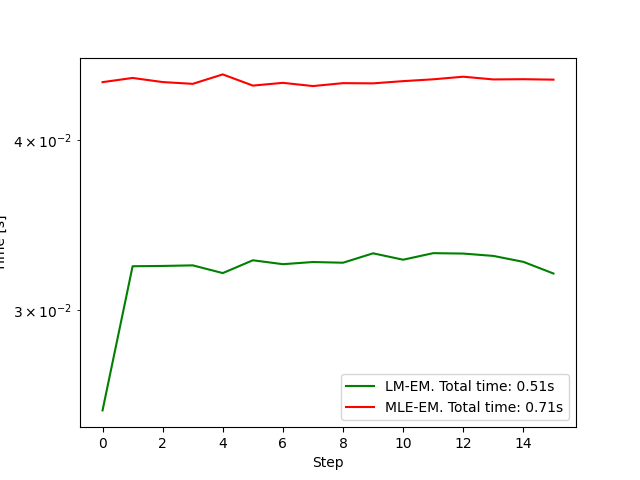 4 × 10⁻²
3 × 10⁻²
Time [s]
LM-EM. Total time: 0.51s
MLE-EM. Total time: 0.71s
0 2 4 6 8 10 12 14
Step